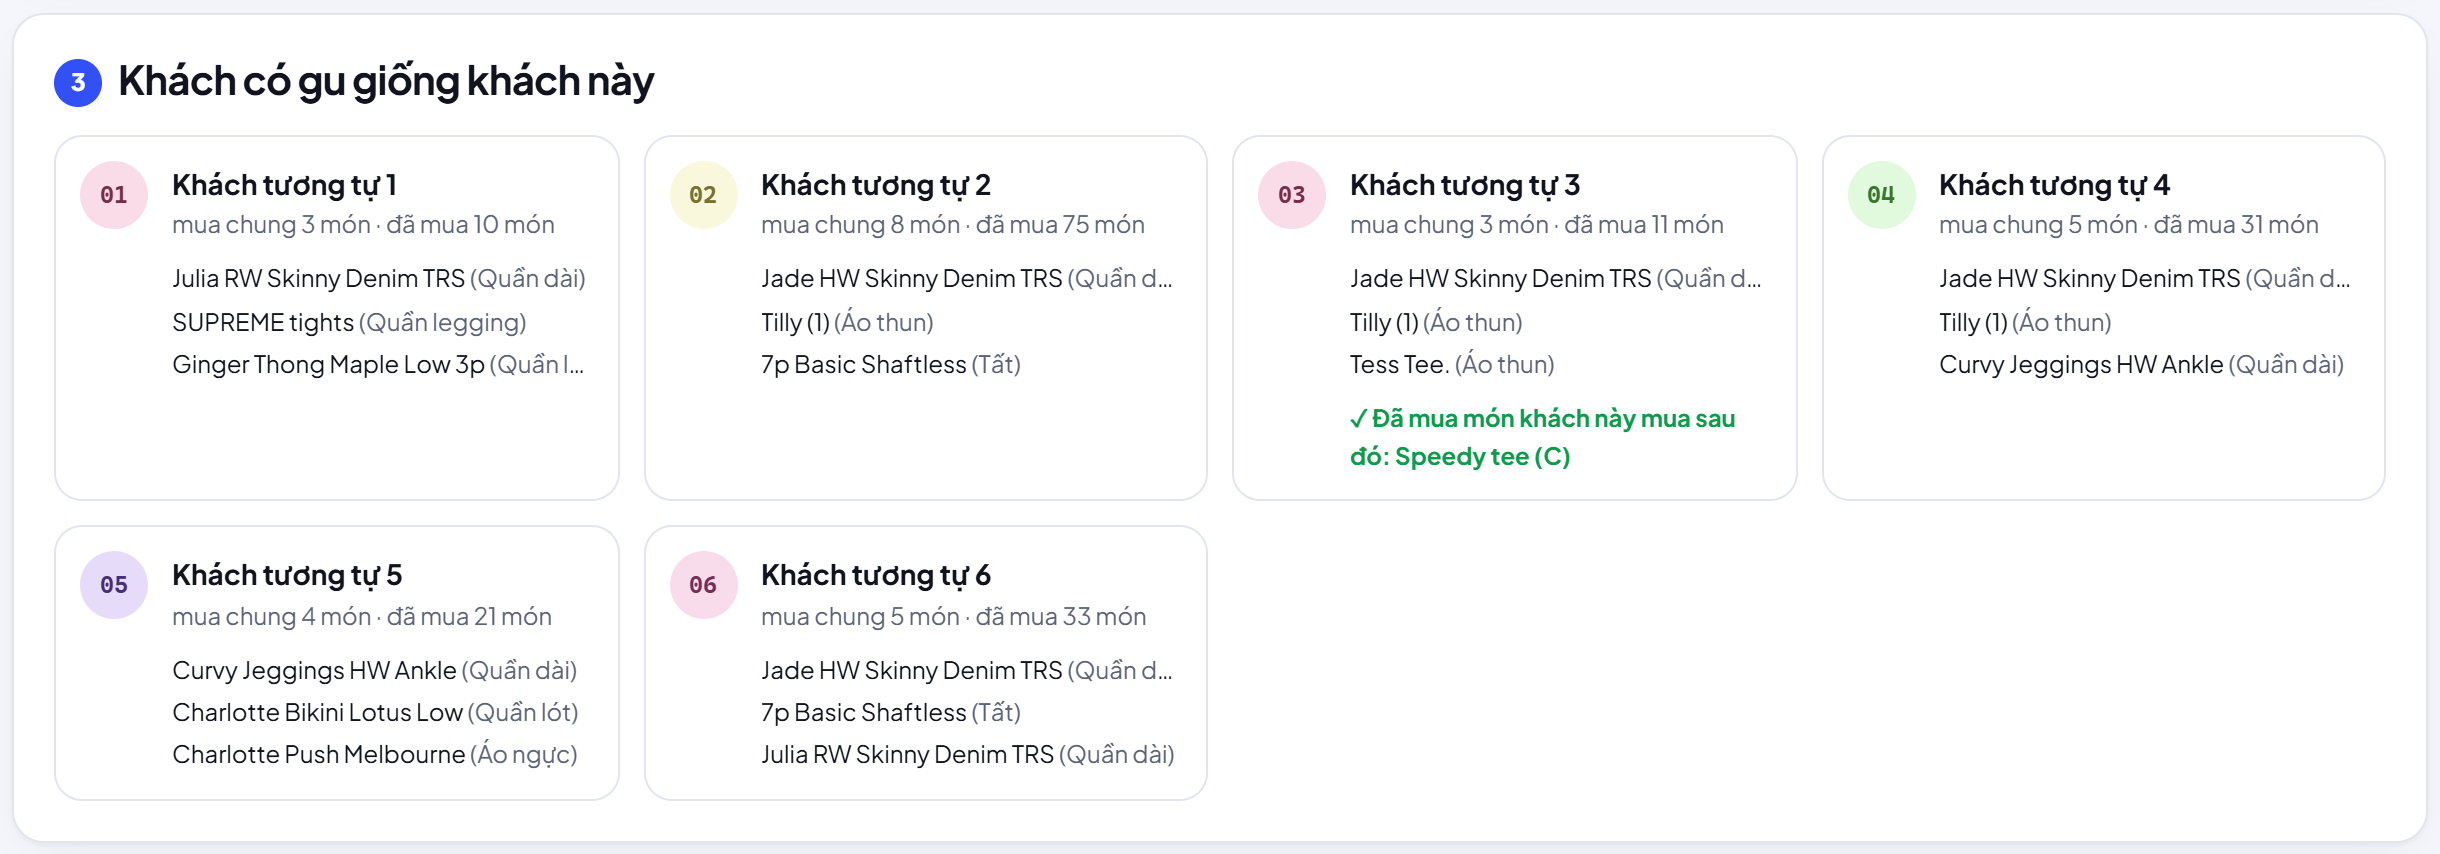 3 Khách có gu giống khách này
01 Khách tương tự 1
mua chung 3 món · đã mua 10 món
Julia RW Skinny Denim TRS (Quần dài)
SUPREME tights (Quần legging)
Ginger Thong Maple Low 3p (Quần l...
02 Khách tương tự 2
mua chung 8 món · đã mua 75 món
Jade HW Skinny Denim TRS (Quần d...
Tilly (1) (Áo thun)
7p Basic Shaftless (Tất)
03 Khách tương tự 3
mua chung 3 món · đã mua 11 món
Jade HW Skinny Denim TRS (Quần d...
Tilly (1) (Áo thun)
Tess Tee. (Áo thun)
✓ Đã mua món khách này mua sau
đó: Speedy tee (C)
04 Khách tương tự 4
mua chung 5 món · đã mua 31 món
Jade HW Skinny Denim TRS (Quần d...
Tilly (1) (Áo thun)
Curvy Jeggings HW Ankle (Quần dài)
05 Khách tương tự 5
mua chung 4 món · đã mua 21 món
Curvy Jeggings HW Ankle (Quần dài)
Charlotte Bikini Lotus Low (Quần lót)
Charlotte Push Melbourne (Áo ngực)
06 Khách tương tự 6
mua chung 5 món · đã mua 33 món
Jade HW Skinny Denim TRS (Quần d...
7p Basic Shaftless (Tất)
Julia RW Skinny Denim TRS (Quần dài)